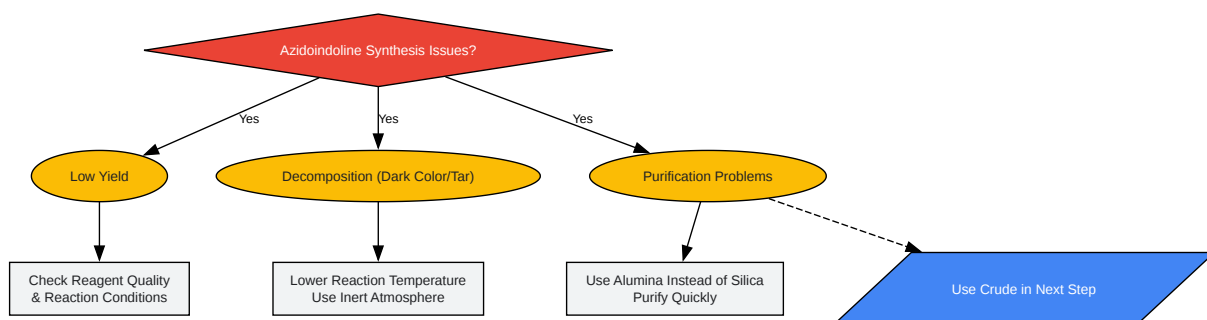 Azidoindoline Synthesis Issues?
Yes
Yes
Yes
Low Yield
Decomposition (Dark Color/Tar)
Purification Problems
Check Reagent Quality
& Reaction Conditions
Lower Reaction Temperature
Use Inert Atmosphere
Use Alumina Instead of Silica
Purify Quickly
Use Crude in Next Step